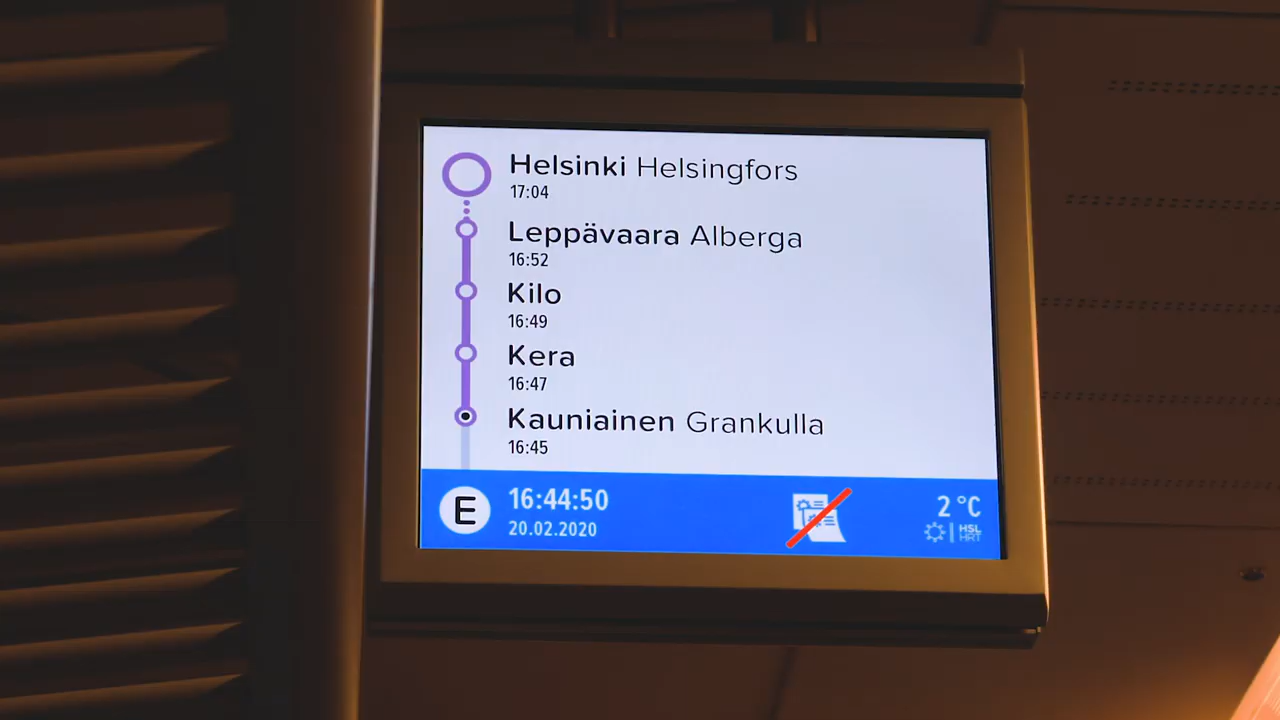 Helsinki Helsingfors
17:04
Leppävaara Alberga
16:52
Kilo
16:49
Kera
16:47
Kauniainen Grankulla
16:45
E
16:44:50
20.02.2020
2 °C
HSL
HRT